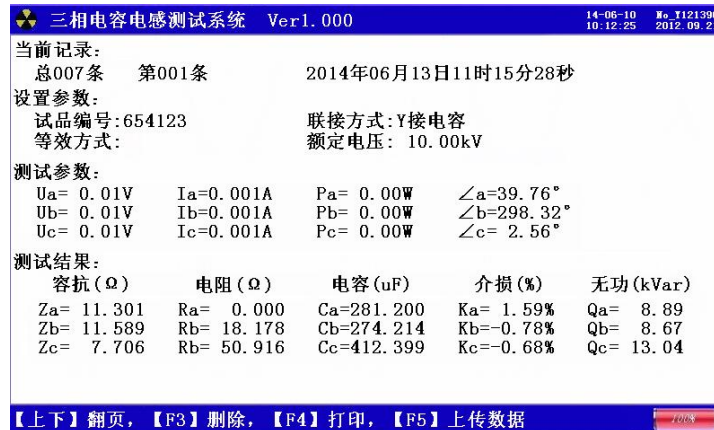 三相电容电感测试系统 Ver1.000 14-06-10 No_Y12139
10:12:25 2012.09.2
当前记录:
总007条 第001条 2014年06月13日11时15分28秒
设置参数:
试品编号:654123 联接方式:Y接电容
等效方式: 额定电压: 10.00kV
测试参数:
Ua= 0.01V Ia=0.001A Pa= 0.00W ∠a=39.76°
Ub= 0.01V Ib=0.001A Pb= 0.00W ∠b=298.32°
Uc= 0.01V Ic=0.001A Pc= 0.00W ∠c= 2.56°
测试结果:
容抗(Ω) 电阻(Ω) 电容(uF) 介损(%) 无功(kVar)
Za= 11.301 Ra= 0.000 Ca=281.200 Ka= 1.59% Qa= 8.89
Zb= 11.589 Rb= 18.178 Cb=274.214 Kb=-0.78% Qb= 8.67
Zc= 7.706 Rb= 50.916 Cc=412.399 Kc=-0.68% Qc= 13.04
【上下】翻页, 【F3】删除, 【F4】打印, 【F5】上传数据 100%